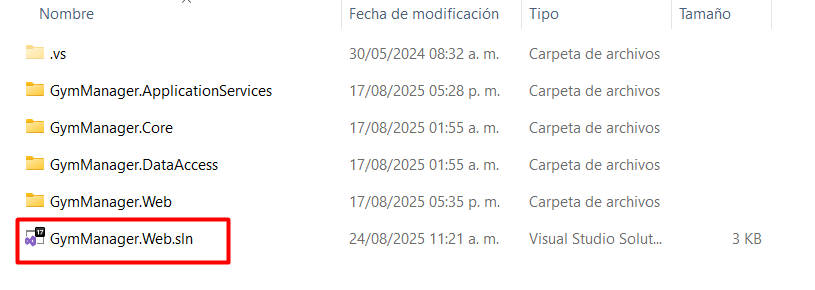 Nombre Fecha de modificación Tipo Tamaño
.vs 30/05/2024 08:32 a. m. Carpeta de archivos
GymManager.ApplicationServices 17/08/2025 05:28 p. m. Carpeta de archivos
GymManager.Core 17/08/2025 01:55 a. m. Carpeta de archivos
GymManager.DataAccess 17/08/2025 01:55 a. m. Carpeta de archivos
GymManager.Web 17/08/2025 05:35 p. m. Carpeta de archivos
17 GymManager.Web.sln 24/08/2025 11:21 a. m. Visual Studio Solut... 3 KB